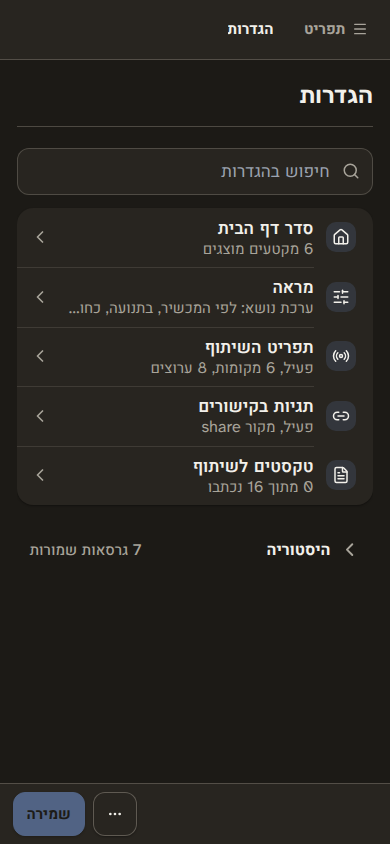 תפריט
הגדרות
הגדרות
חיפוש בהגדרות
סדר דף הבית
6 מקטעים מוצגים
מראה
ערכת נושא: לפי המכשיר, בתנועה, כחו...
תפריט השיתוף
פעיל, 6 מקומות, 8 ערוצים
תגיות בקישורים
פעיל, מקור share
טקסטים לשיתוף
0 מתוך 16 נכתבו
היסטוריה
7 גרסאות שמורות
שמירה